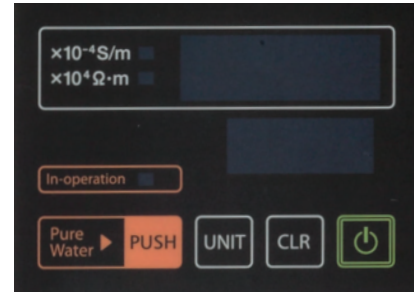 ×10⁻⁴S/m
×10⁴Ω·m
In-operation
Pure Water ▶ PUSH UNIT CLR